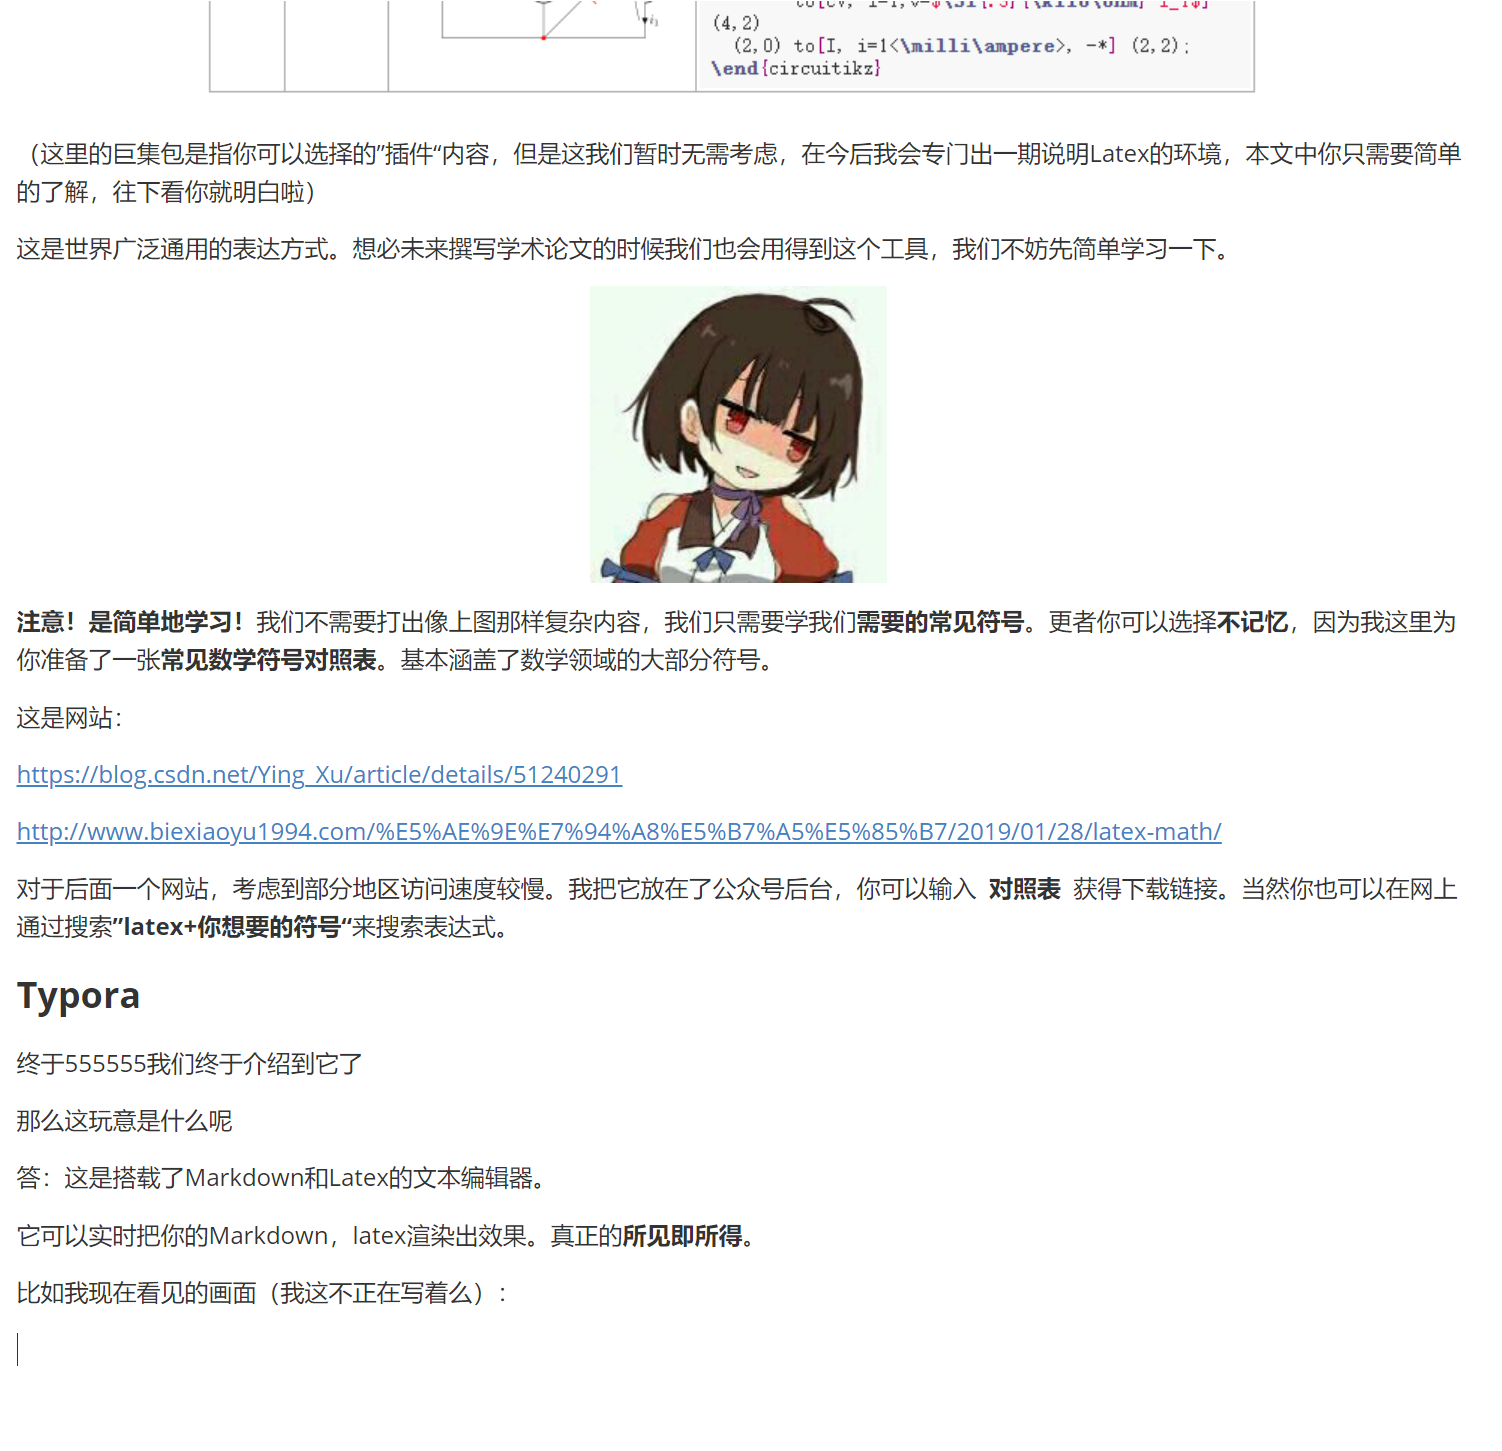 (4,2)
(2,0) to[I, i=1<\milli\ampere>, -*] (2,2);
\end{circuitikz}
i₁
（这里的巨集包是指你可以选择的”插件“内容，但是这我们暂时无需考虑，在今后我会专门出一期说明Latex的环境，本文中你只需要简单
的了解，往下看你就明白啦）
这是世界广泛通用的表达方式。想必未来撰写学术论文的时候我们也会用得到这个工具，我们不妨先简单学习一下。
注意！是简单地学习！我们不需要打出像上图那样复杂内容，我们只需要学我们需要的常见符号。更者你可以选择不记忆，因为我这里为
你准备了一张常见数学符号对照表。基本涵盖了数学领域的大部分符号。
这是网站：
https://blog.csdn.net/Ying_Xu/article/details/51240291
http://www.biexiaoyu1994.com/%E5%AE%9E%E7%94%A8%E5%B7%A5%E5%85%B7/2019/01/28/latex-math/
对于后面一个网站，考虑到部分地区访问速度较慢。我把它放在了公众号后台，你可以输入 对照表 获得下载链接。当然你也可以在网上
通过搜索”latex+你想要的符号“来搜索表达式。
Typora
终于555555我们终于介绍到它了
那么这玩意是什么呢
答：这是搭载了Markdown和Latex的文本编辑器。
它可以实时把你的Markdown，latex渲染出效果。真正的所见即所得。
比如我现在看见的画面（我这不正在写着么）：